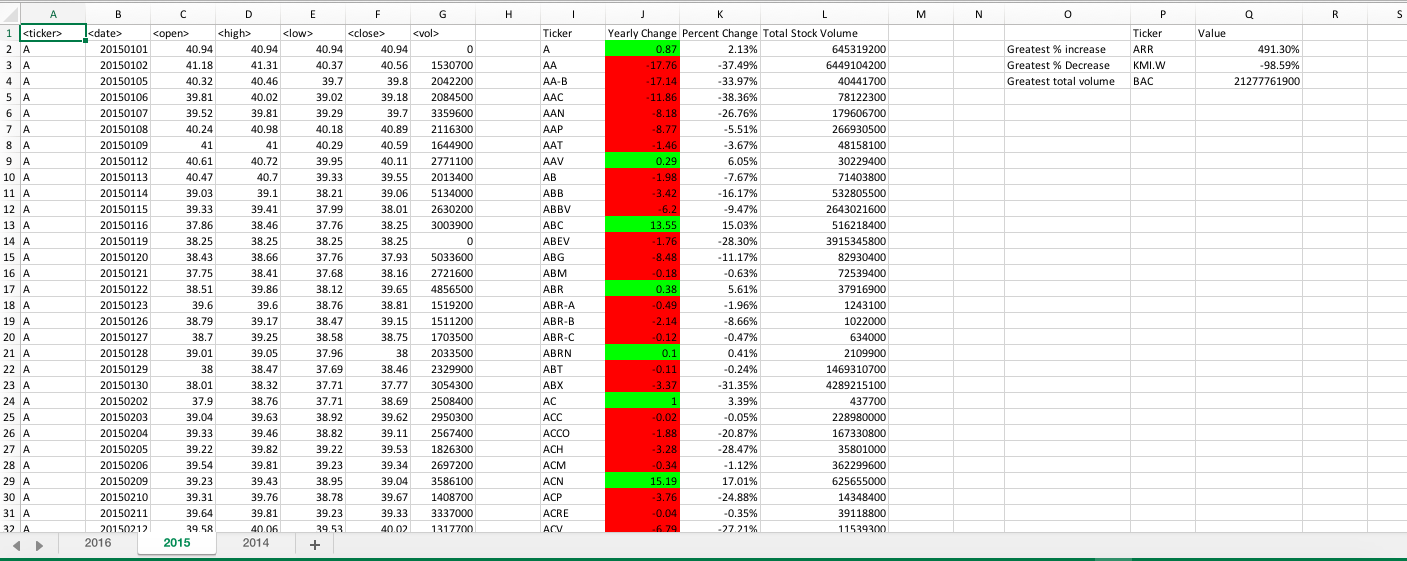 A B C D E F G H I J K L M N O P Q R S
1 <ticker> <date> <open> <high> <low> <close> <vol> Ticker Yearly Change Percent Change Total Stock Volume Ticker Value
2 A 20150101 40.94 40.94 40.94 40.94 0 A 0.87 2.13% 645319200 Greatest % increase ARR 491.30%
3 A 20150102 41.18 41.31 40.37 40.56 1530700 AA -17.76 -37.49% 6449104200 Greatest % Decrease KMI.W -98.59%
4 A 20150105 40.32 40.46 39.7 39.8 2042200 AA-B -17.14 -33.97% 40441700 Greatest total volume BAC 21277761900
5 A 20150106 39.81 40.02 39.02 39.18 2084500 AAC -11.86 -38.36% 78122300
6 A 20150107 39.52 39.81 39.29 39.7 3359600 AAN -8.18 -26.76% 179606700
7 A 20150108 40.24 40.98 40.18 40.89 2116300 AAP -8.77 -5.51% 266930500
8 A 20150109 41 41 40.29 40.59 1644900 AAT -1.46 -3.67% 48158100
9 A 20150112 40.61 40.72 39.95 40.11 2771100 AAV 0.29 6.05% 30229400
10 A 20150113 40.47 40.7 39.33 39.55 2013400 AB -1.98 -7.67% 71403800
11 A 20150114 39.03 39.1 38.21 39.06 5134000 ABB -3.42 -16.17% 532805500
12 A 20150115 39.33 39.41 37.99 38.01 2630200 ABBV -6.2 -9.47% 2643021600
13 A 20150116 37.86 38.46 37.76 38.25 3003900 ABC 13.55 15.03% 516218400
14 A 20150119 38.25 38.25 38.25 38.25 0 ABEV -1.76 -28.30% 3915345800
15 A 20150120 38.43 38.66 37.76 37.93 5033600 ABG -8.48 -11.17% 82930400
16 A 20150121 37.75 38.41 37.68 38.16 2721600 ABM -0.18 -0.63% 72539400
17 A 20150122 38.51 39.86 38.12 39.65 4856500 ABR 0.38 5.61% 37916900
18 A 20150123 39.6 39.6 38.76 38.81 1519200 ABR-A -0.49 -1.96% 1243100
19 A 20150126 38.79 39.17 38.47 39.15 1511200 ABR-B -2.14 -8.66% 1022000
20 A 20150127 38.7 39.25 38.58 38.75 1703500 ABR-C -0.12 -0.47% 634000
21 A 20150128 39.01 39.05 37.96 38 2033500 ABRN 0.1 0.41% 2109900
22 A 20150129 38 38.47 37.69 38.46 2329900 ABT -0.11 -0.24% 1469310700
23 A 20150130 38.01 38.32 37.71 37.77 3054300 ABX -3.37 -31.35% 4289215100
24 A 20150202 37.9 38.76 37.71 38.69 2508400 AC 1 3.39% 437700
25 A 20150203 39.04 39.63 38.92 39.62 2950300 ACC -0.02 -0.05% 228980000
26 A 20150204 39.33 39.46 38.82 39.11 2567400 ACCO -1.88 -20.87% 167330800
27 A 20150205 39.22 39.82 39.22 39.53 1826300 ACH -3.28 -28.47% 35801000
28 A 20150206 39.54 39.81 39.23 39.34 2697200 ACM -0.34 -1.12% 362299600
29 A 20150209 39.23 39.43 38.95 39.04 3586100 ACN 15.19 17.01% 625655000
30 A 20150210 39.31 39.76 38.78 39.67 1408700 ACP -3.76 -24.88% 14348400
31 A 20150211 39.64 39.81 39.23 39.33 3337000 ACRE -0.04 -0.35% 39118800
32 A 20150212 39.58 40.06 39.53 40.02 1317700 ACV -6.79 -27.21% 11539300
2016 2015 2014 +